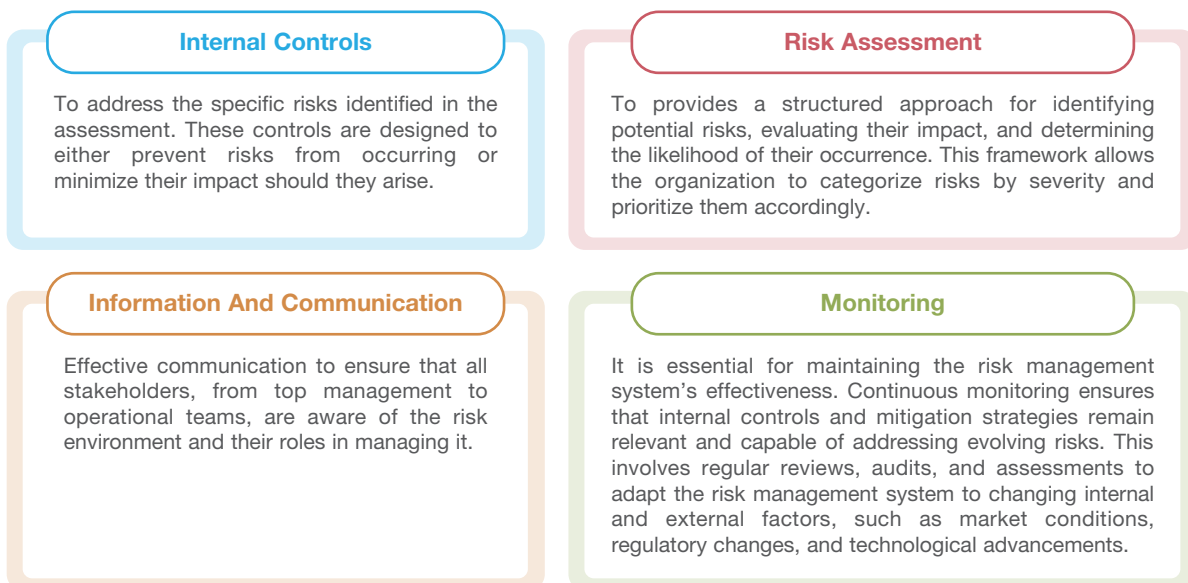 Internal Controls
To address the specific risks identified in the
assessment. These controls are designed to
either prevent risks from occurring or
minimize their impact should they arise.
Risk Assessment
To provides a structured approach for identifying
potential risks, evaluating their impact, and determining
the likelihood of their occurrence. This framework allows
the organization to categorize risks by severity and
prioritize them accordingly.
Information And Communication
Effective communication to ensure that all
stakeholders, from top management to
operational teams, are aware of the risk
environment and their roles in managing it.
Monitoring
It is essential for maintaining the risk management
system’s effectiveness. Continuous monitoring ensures
that internal controls and mitigation strategies remain
relevant and capable of addressing evolving risks. This
involves regular reviews, audits, and assessments to
adapt the risk management system to changing internal
and external factors, such as market conditions,
regulatory changes, and technological advancements.